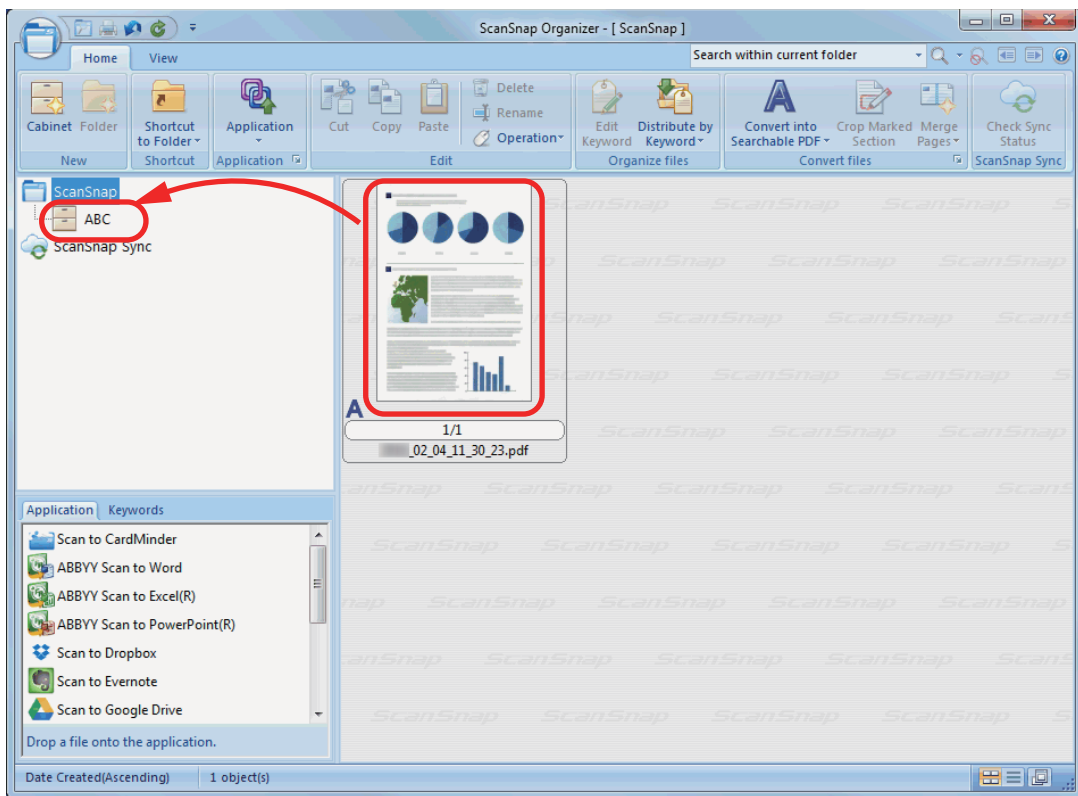 ScanSnap Organizer - [ ScanSnap ]
Home View
Search within current folder
Cabinet Folder
New
Shortcut
to Folder
Shortcut
Application
Application
Cut Copy Paste
Delete
Rename
Operation
Edit
Edit
Keyword
Distribute by
Keyword
Organize files
Convert into
Searchable PDF
Crop Marked
Section
Merge
Pages
Convert files
Check Sync
Status
ScanSnap Sync
ScanSnap
ABC
ScanSnap Sync
A
1/1
_02_04_11_30_23.pdf
Application Keywords
Scan to CardMinder
ABBYY Scan to Word
ABBYY Scan to Excel(R)
ABBYY Scan to PowerPoint(R)
Scan to Dropbox
Scan to Evernote
Scan to Google Drive
Drop a file onto the application.
Date Created(Ascending) 1 object(s)